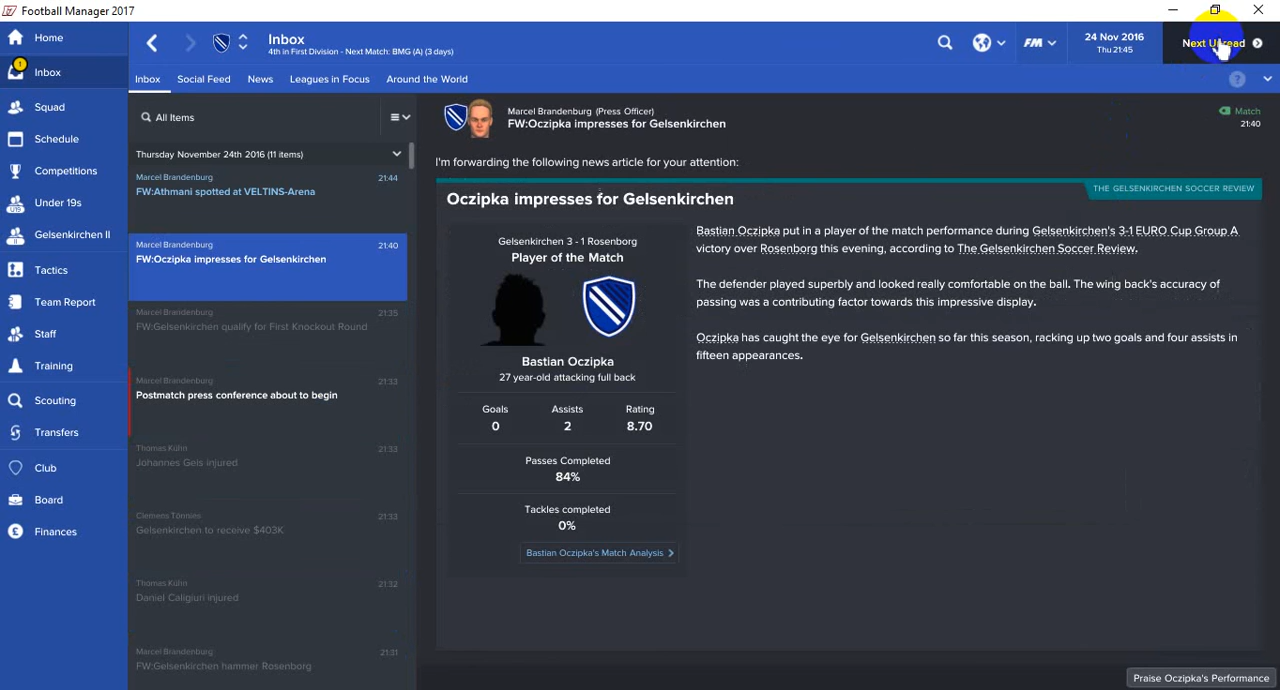 Football Manager 2017
Home
Inbox
4th in First Division - Next Match: BMG (A) (3 days)
FM
24 Nov 2016
Thu 21:45
Next Unread
1
Inbox
Inbox
Social Feed
News
Leagues in Focus
Around the World
?
Squad
Schedule
Competitions
Under 19s
U19
Gelsenkirchen II
II
Tactics
Team Report
Staff
Training
Scouting
Transfers
Club
Board
Finances
All Items
Thursday November 24th 2016 (11 items)
Marcel Brandenburg 21:44
FW:Athmani spotted at VELTINS-Arena
Marcel Brandenburg 21:40
FW:Oczipka impresses for Gelsenkirchen
Marcel Brandenburg 21:35
FW:Gelsenkirchen qualify for First Knockout Round
Marcel Brandenburg 21:33
Postmatch press conference about to begin
Thomas Kühn 21:33
Johannes Geis injured
Clemens Tönnies 21:33
Gelsenkirchen to receive $403K
Thomas Kühn 21:32
Daniel Caligiuri injured
Marcel Brandenburg 21:31
FW:Gelsenkirchen hammer Rosenborg
Marcel Brandenburg (Press Officer)
FW:Oczipka impresses for Gelsenkirchen
Match
21:40
I'm forwarding the following news article for your attention:
THE GELSENKIRCHEN SOCCER REVIEW
Oczipka impresses for Gelsenkirchen
Gelsenkirchen 3 - 1 Rosenborg
Player of the Match
Bastian Oczipka
27 year-old attacking full back
Goals Assists Rating
0 2 8.70
Passes Completed
84%
Tackles completed
0%
Bastian Oczipka's Match Analysis
Bastian Oczipka put in a player of the match performance during Gelsenkirchen's 3-1 EURO Cup Group A
victory over Rosenborg this evening, according to The Gelsenkirchen Soccer Review.
The defender played superbly and looked really comfortable on the ball. The wing back's accuracy of
passing was a contributing factor towards this impressive display.
Oczipka has caught the eye for Gelsenkirchen so far this season, racking up two goals and four assists in
fifteen appearances.
Praise Oczipka's Performance